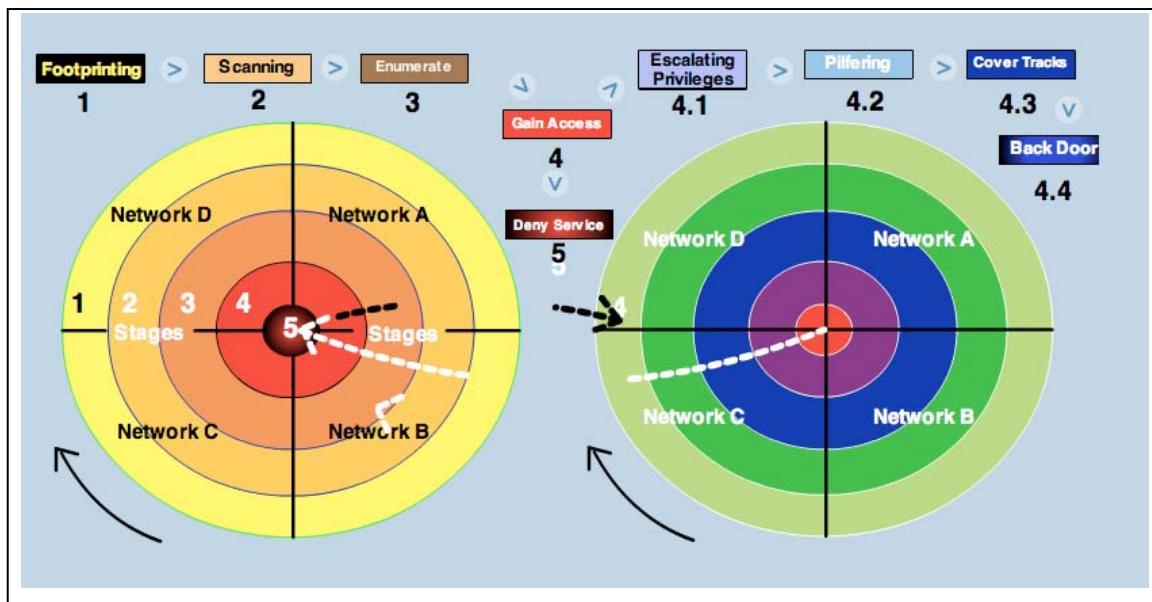 Footprinting > Scanning > Enumerate
1 2 3
> Gain Access >
4
>
Deny Service
5
5
Escalating
Privileges > Pilfering > Cover Tracks
4.1 4.2 4.3 >
Back Door
4.4
Network D Network A
1 2 3 4 5
Stages Stages
Network C Network B
Network D Network A
4
Network C Network B